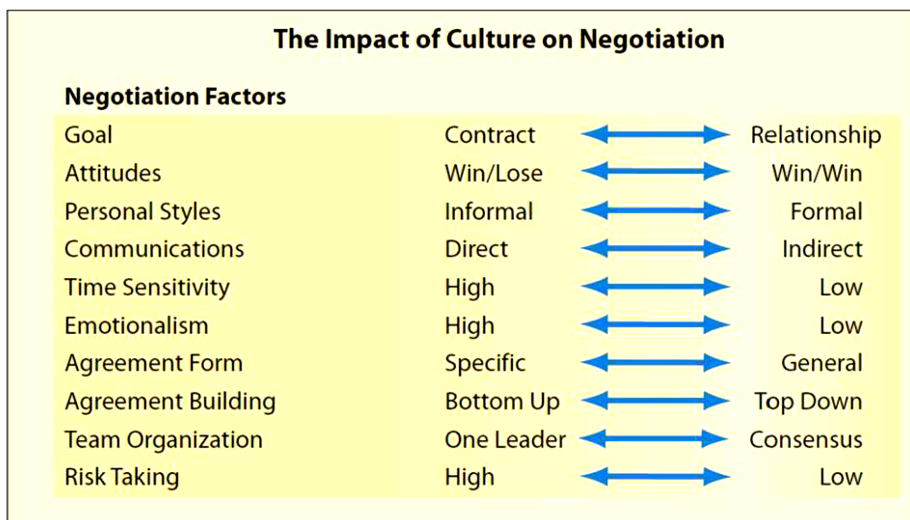 The Impact of Culture on Negotiation
Negotiation Factors
Goal Contract Relationship
Attitudes Win/Lose Win/Win
Personal Styles Informal Formal
Communications Direct Indirect
Time Sensitivity High Low
Emotionalism High Low
Agreement Form Specific General
Agreement Building Bottom Up Top Down
Team Organization One Leader Consensus
Risk Taking High Low